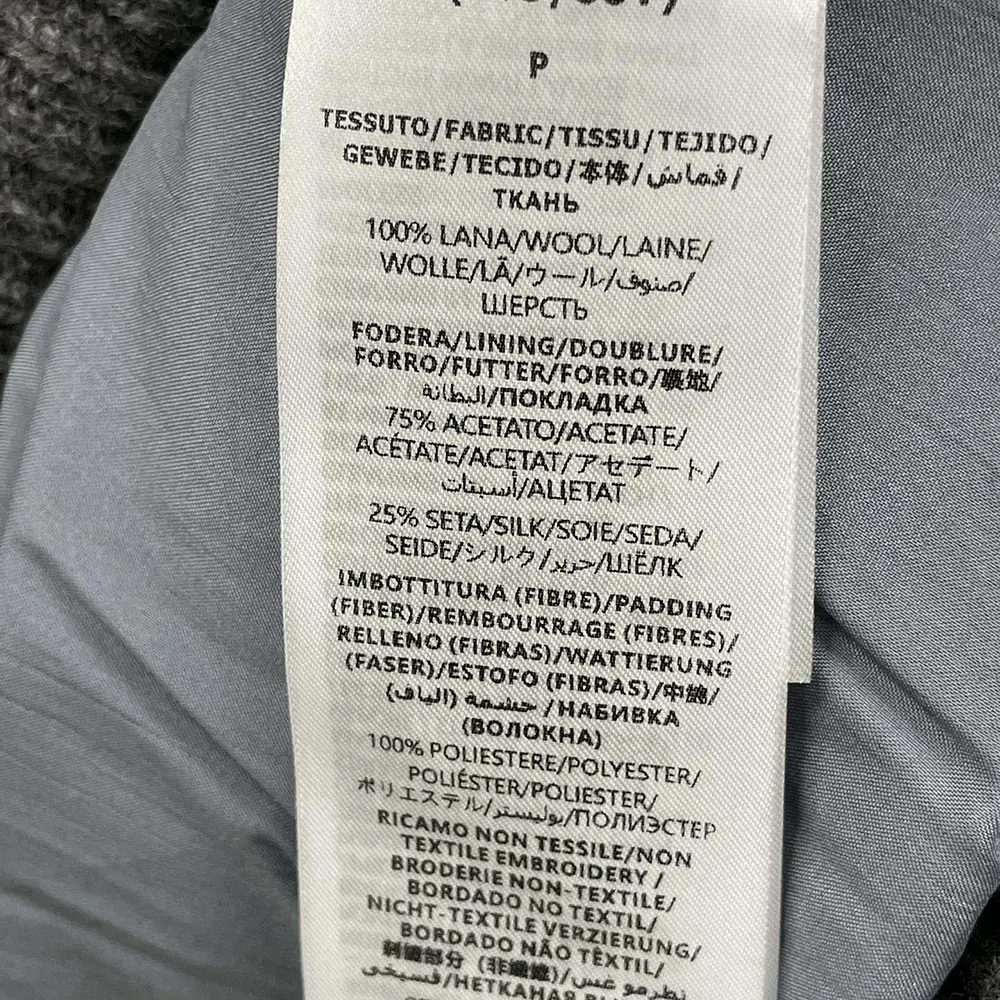 P
TESSUTO/FABRIC/TISSU/TEJIDO/
GEWEBE/TECIDO/本体/قماش/
ТКАНЬ
100% LANA/WOOL/LAINE/
WOLLE/LÃ/ウール/صوف/
ШЕРСТЬ
FODERA/LINING/DOUBLURE/
FORRO/FUTTER/FORRO/裏地/
البطانة/ПОКЛАДКА
75% ACETATO/ACETATE/
ACÉTATE/ACETAT/アセテート/
أسيتات/АЦЕТАТ
25% SETA/SILK/SOIE/SEDA/
SEIDE/シルク/حرير/ШЁЛК
IMBOTTITURA (FIBRE)/PADDING
(FIBER)/REMBOURRAGE (FIBRES)/
RELLENO (FIBRAS)/WATTIERUNG
(FASER)/ESTOFO (FIBRAS)/中綿/
حشمة (الياف)/НАБИВКА
(ВОЛОКНА)
100% POLIESTERE/POLYESTER/
POLIÉSTER/POLIESTER/
ポリエステル/بوليستر/ПОЛИЭСТЕР
RICAMO NON TESSILE/NON
TEXTILE EMBROIDERY /
BRODERIE NON-TEXTILE/
BORDADO NO TEXTIL/
NICHT-TEXTILE VERZIERUNG/
BORDADO NÃO TÊXTIL/
刺繍部分 (非繊維)/
НЕТКАНАЯ